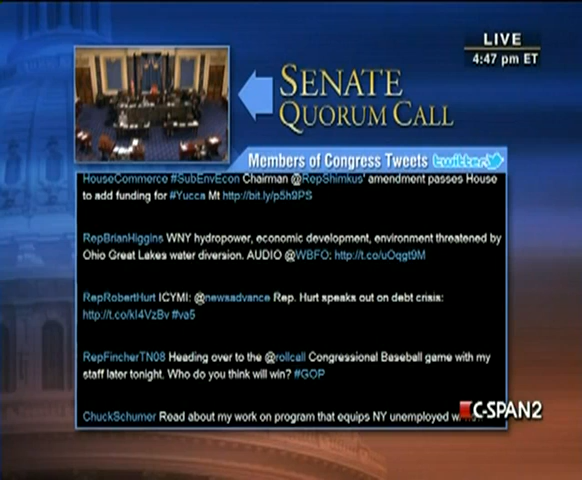 LIVE
4:47 pm ET
SENATE
QUORUM CALL
Members of Congress Tweets twitter
HouseCommerce #SubEnvEcon Chairman @RepShimkus' amendment passes House
to add funding for #Yucca Mt http://bit.ly/p5h9PS
RepBrianHiggins WNY hydropower, economic development, environment threatened by
Ohio Great Lakes water diversion. AUDIO @WBFO: http://t.co/uOqgt9M
RepRobertHurt ICYMI: @newsadvance Rep. Hurt speaks out on debt crisis:
http://t.co/kI4VzBv #va5
RepFincherTN08 Heading over to the @rollcall Congressional Baseball game with my
staff later tonight. Who do you think will win? #GOP
ChuckSchumer Read about my work on program that equips NY unemployed
C-SPAN2